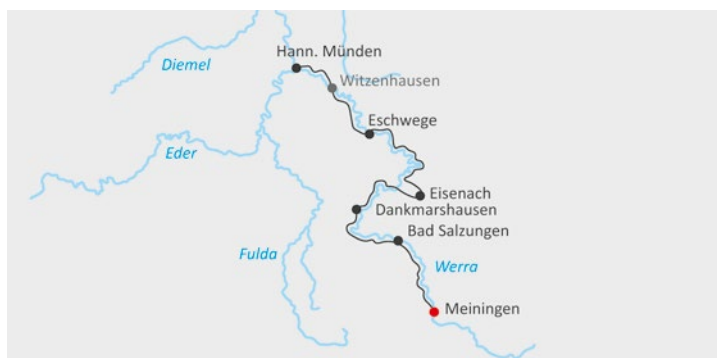 Hann. Münden
Diemel
Witzenhausen
Eschwege
Eder
Eisenach
Dankmarshausen
Bad Salzungen
Fulda
Werra
Meiningen